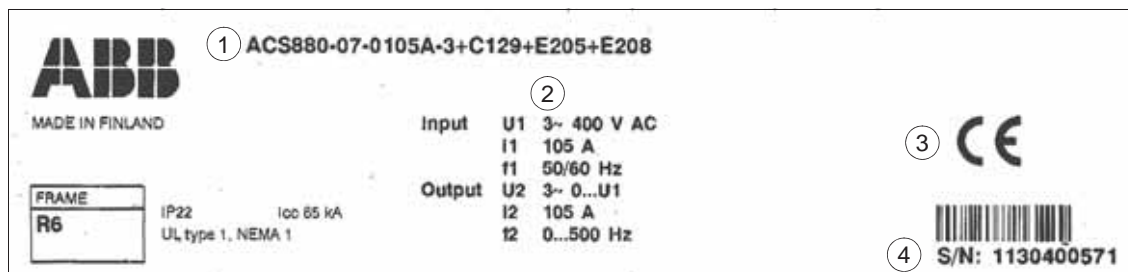 ABB
1 ACS880-07-0105A-3+C129+E205+E208
MADE IN FINLAND
2
Input U1 3~ 400 V AC
I1 105 A
f1 50/60 Hz
Output U2 3~ 0...U1
I2 105 A
f2 0...500 Hz
FRAME
R6
IP22 Icc 65 kA
UL type 1, NEMA 1
3 CE
4 S/N: 1130400571